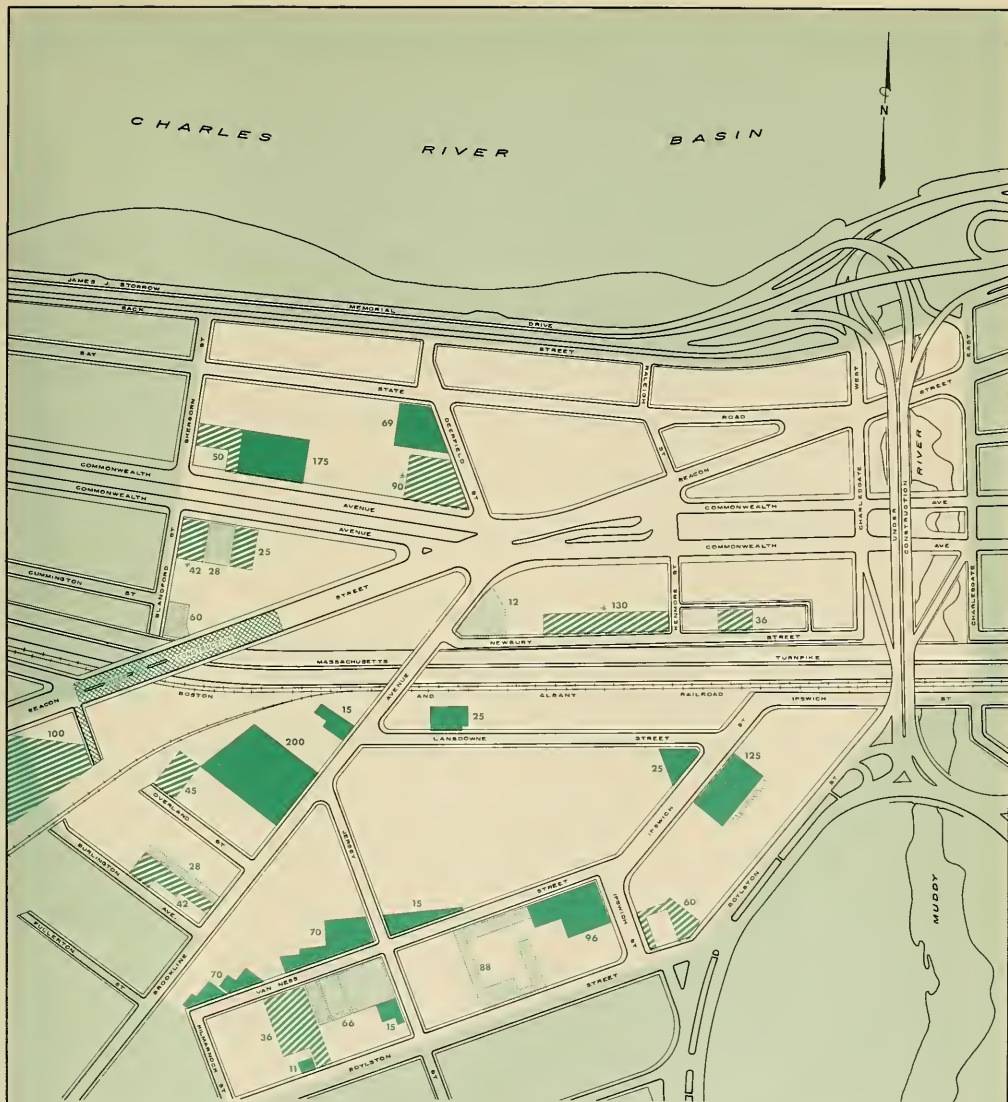 CHARLES RIVER BASIN
N
JAMES J. STORROW MEMORIAL DRIVE
BACK STREET
EAST
BAY STATE ROAD
RALEIGH ST
WEST
STREET
SHERBORN ST
69
DEERFIELD ST
50
175
90
BEACON
RIVER
COMMONWEALTH AVENUE
COMMONWEALTH AVE
CHARLESGATE
UNDER CONSTRUCTION
COMMONWEALTH AVENUE
COMMONWEALTH AVE
BLANDFORD ST
25
42 28
CUMMINGTON ST
60
STREET
12
130
KENMORE ST
36
CHARLESGATE
NEWBURY STREET
MASSACHUSETTS TURNPIKE
BOSTON AND ALBANY RAILROAD
IPSWICH ST
AVENUE
BEACON
15
25
LANSDOWNE STREET
100
200
25
125
ST
45
OVERLAND ST
IPSWICH
ST
BURLINGTON AVE.
28
42
JERSEY
BOYLSTON
MUDDY
FULLERTON ST
BROOKLINE
15
STREET
IPSWICH ST
60
70
96
70
VAN NESS
88
STREET
KILMARNOCK ST
36
66
15
11
BOYLSTON
ST